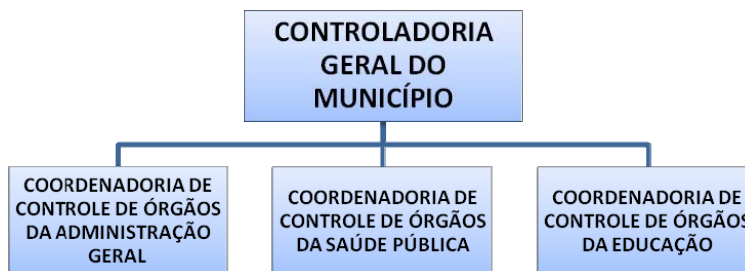 CONTROLADORIA
GERAL DO
MUNICÍPIO
COORDENADORIA DE
CONTROLE DE ÓRGÃOS
DA ADMINISTRAÇÃO
GERAL
COORDENADORIA DE
CONTROLE DE ÓRGÃOS
DA SAÚDE PÚBLICA
COORDENADORIA DE
CONTROLE DE ÓRGÃOS
DA EDUCAÇÃO